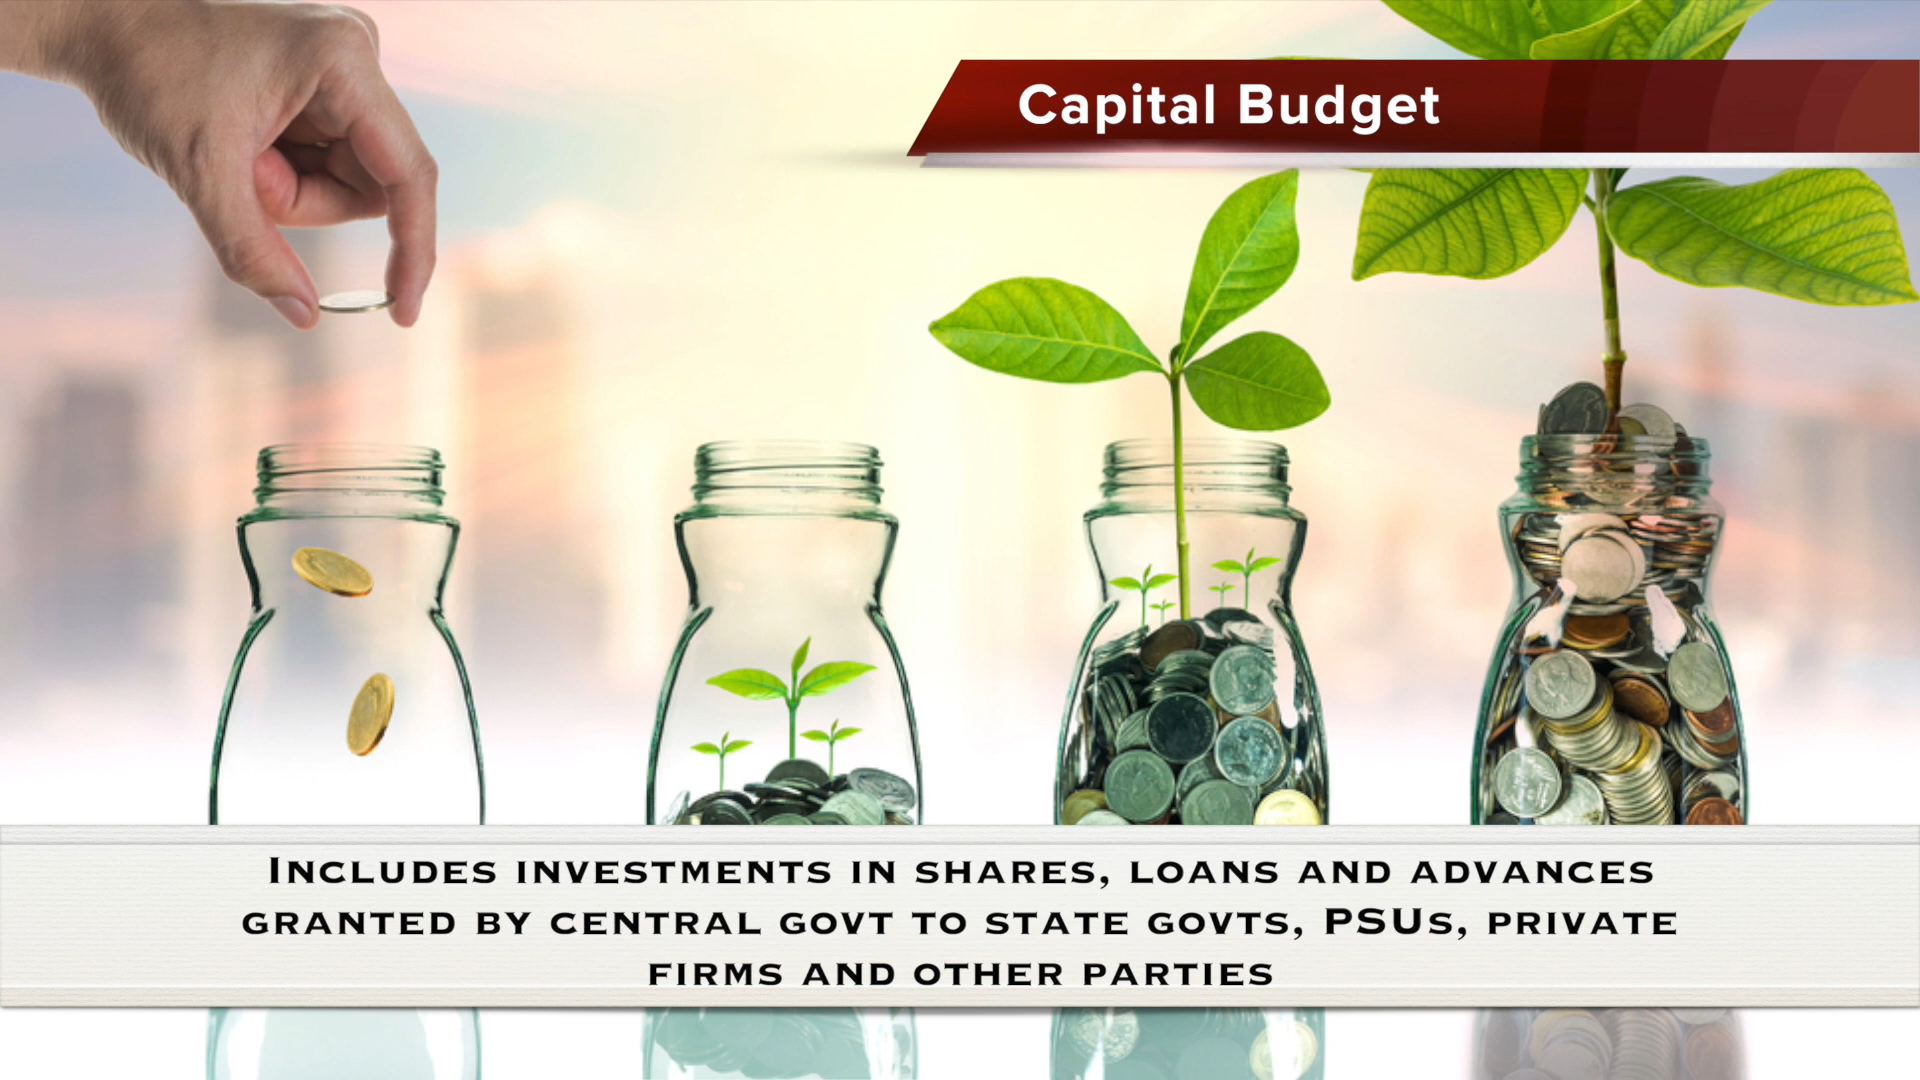 Capital Budget
Includes investments in shares, loans and advances
granted by central govt to state govts, PSUs, private
firms and other parties